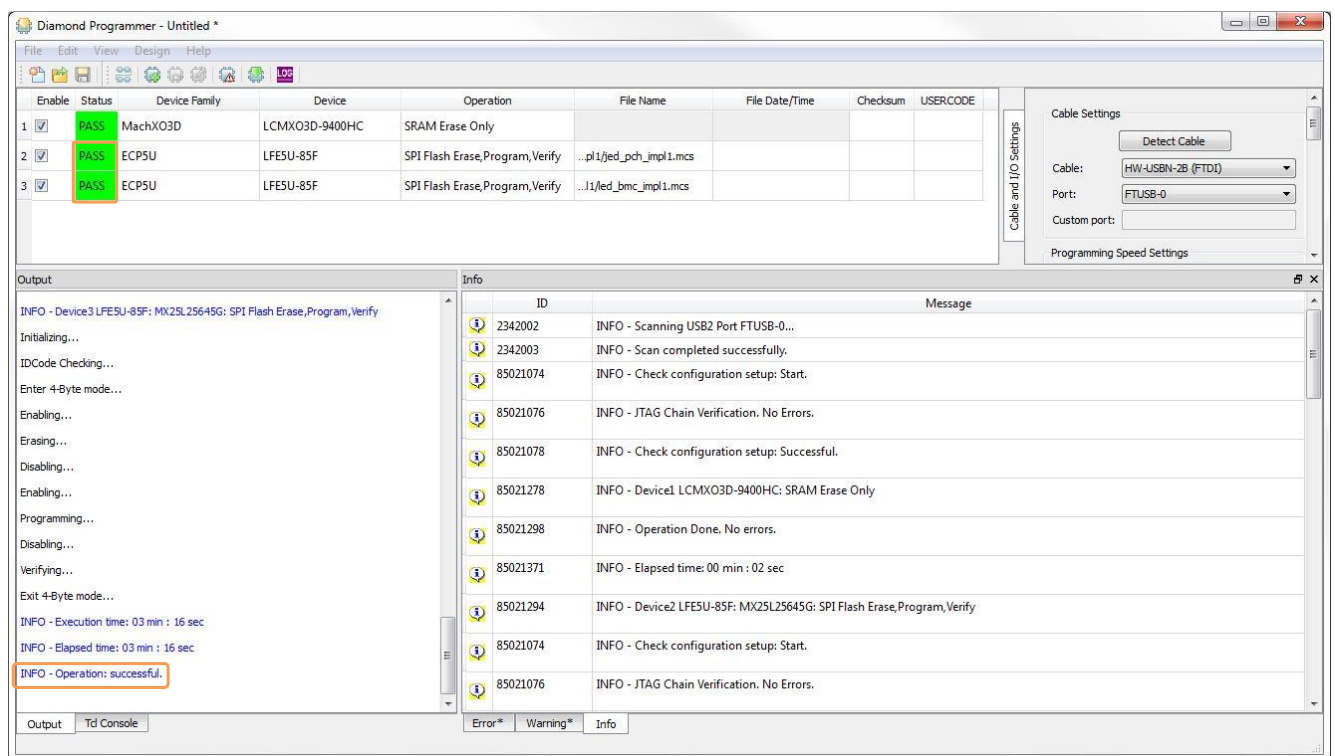 Diamond Programmer - Untitled *
File Edit View Design Help
LOG
Enable Status Device Family Device Operation File Name File Date/Time Checksum USERCODE
1 PASS MachXO3D LCMXO3D-9400HC SRAM Erase Only
2 PASS ECP5U LFE5U-85F SPI Flash Erase,Program,Verify ...pl1/jed_pch_impl1.mcs
3 PASS ECP5U LFE5U-85F SPI Flash Erase,Program,Verify ...l1/led_bmc_impl1.mcs
Cable and I/O Settings
Cable Settings
Detect Cable
Cable: HW-USBN-2B (FTDI)
Port: FTUSB-0
Custom port:
Programming Speed Settings
Output
INFO - Device3 LFE5U-85F: MX25L25645G: SPI Flash Erase,Program,Verify
Initializing...
IDCode Checking...
Enter 4-Byte mode...
Enabling...
Erasing...
Disabling...
Enabling...
Programming...
Disabling...
Verifying...
Exit 4-Byte mode...
INFO - Execution time: 03 min : 16 sec
INFO - Elapsed time: 03 min : 16 sec
INFO - Operation: successful.
Output Tcl Console
Info
ID Message
2342002 INFO - Scanning USB2 Port FTUSB-0...
2342003 INFO - Scan completed successfully.
85021074 INFO - Check configuration setup: Start.
85021076 INFO - JTAG Chain Verification. No Errors.
85021078 INFO - Check configuration setup: Successful.
85021278 INFO - Device1 LCMXO3D-9400HC: SRAM Erase Only
85021298 INFO - Operation Done. No errors.
85021371 INFO - Elapsed time: 00 min : 02 sec
85021294 INFO - Device2 LFE5U-85F: MX25L25645G: SPI Flash Erase,Program,Verify
85021074 INFO - Check configuration setup: Start.
85021076 INFO - JTAG Chain Verification. No Errors.
Error* Warning* Info